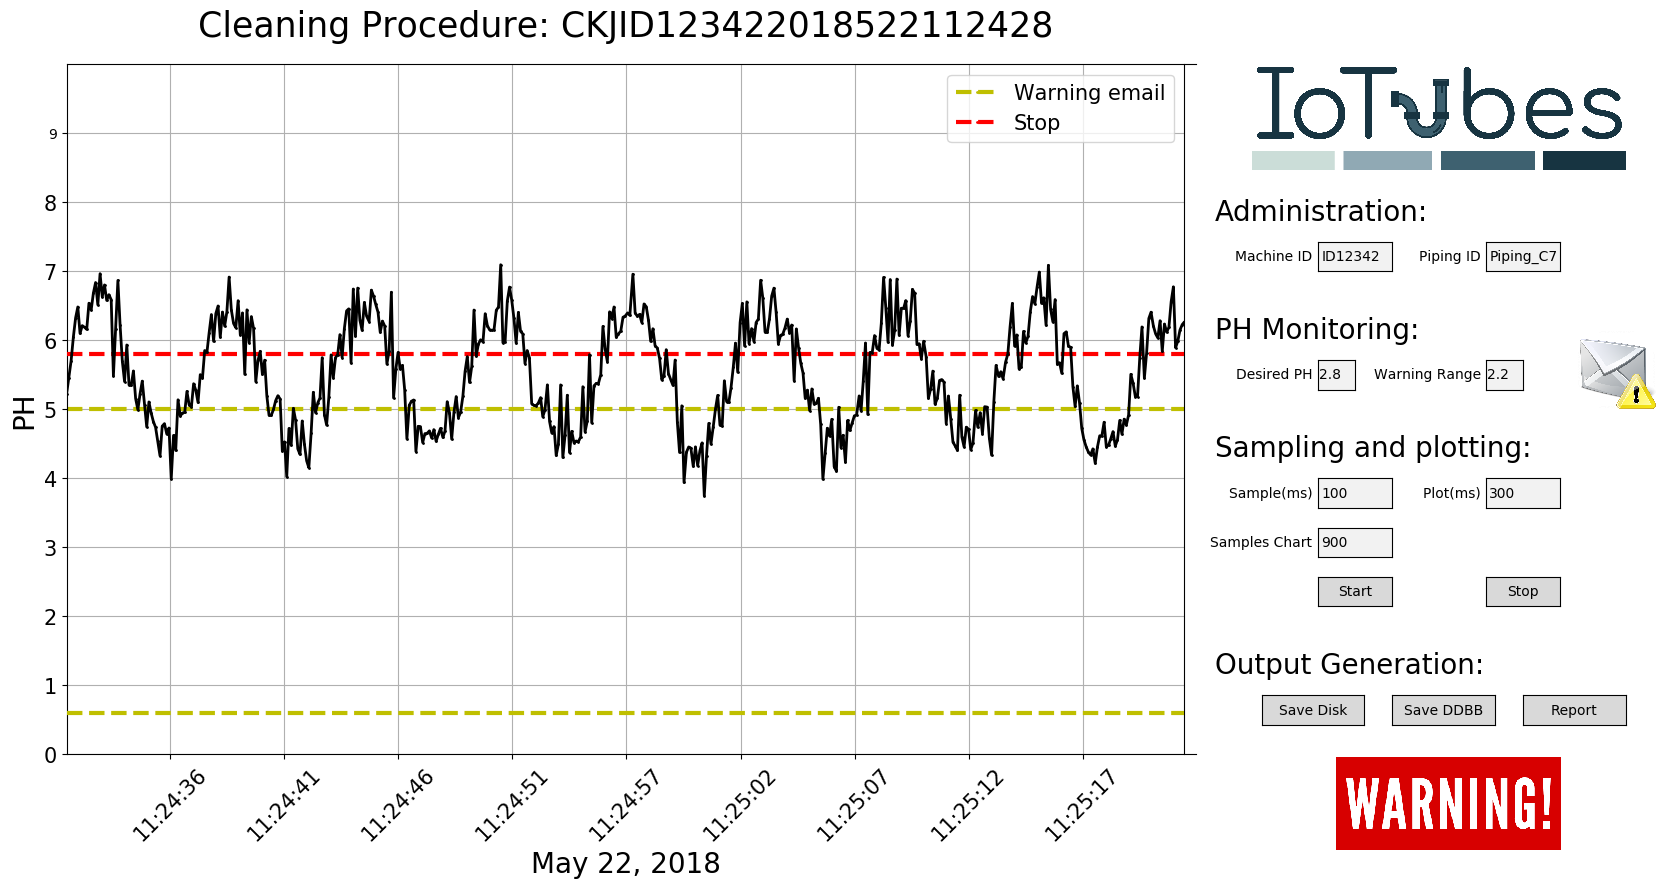 Cleaning Procedure: CKJID123422018522112428
Warning email
Stop
9
8
7
6
5
4
3
2
1
0
PH
11:24:36
11:24:41
11:24:46
11:24:51
11:24:57
11:25:02
11:25:07
11:25:12
11:25:17
May 22, 2018
IoTubes
Administration:
Machine ID ID12342 Piping ID Piping_C7
PH Monitoring:
Desired PH 2.8 Warning Range 2.2
Sampling and plotting:
Sample(ms) 100 Plot(ms) 300
Samples Chart 900
Start Stop
Output Generation:
Save Disk Save DDBB Report
WARNING!